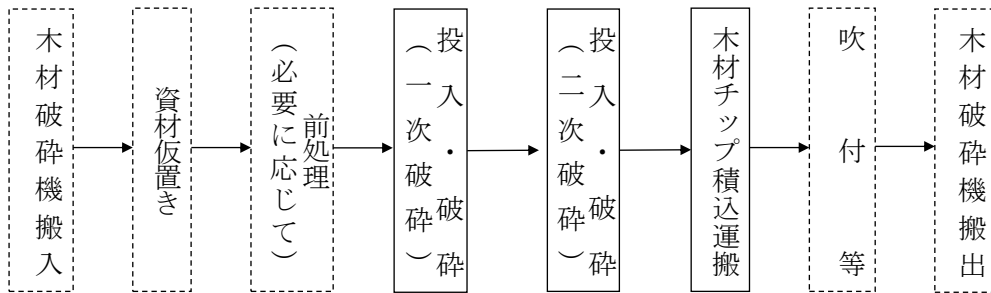 木材破砕機搬入
資材仮置き
前処理
（必要に応じて）
投入・破砕
（一次破砕）
投入・破砕
（二次破砕）
木材チップ積込運搬
吹付等
木材破砕機搬出